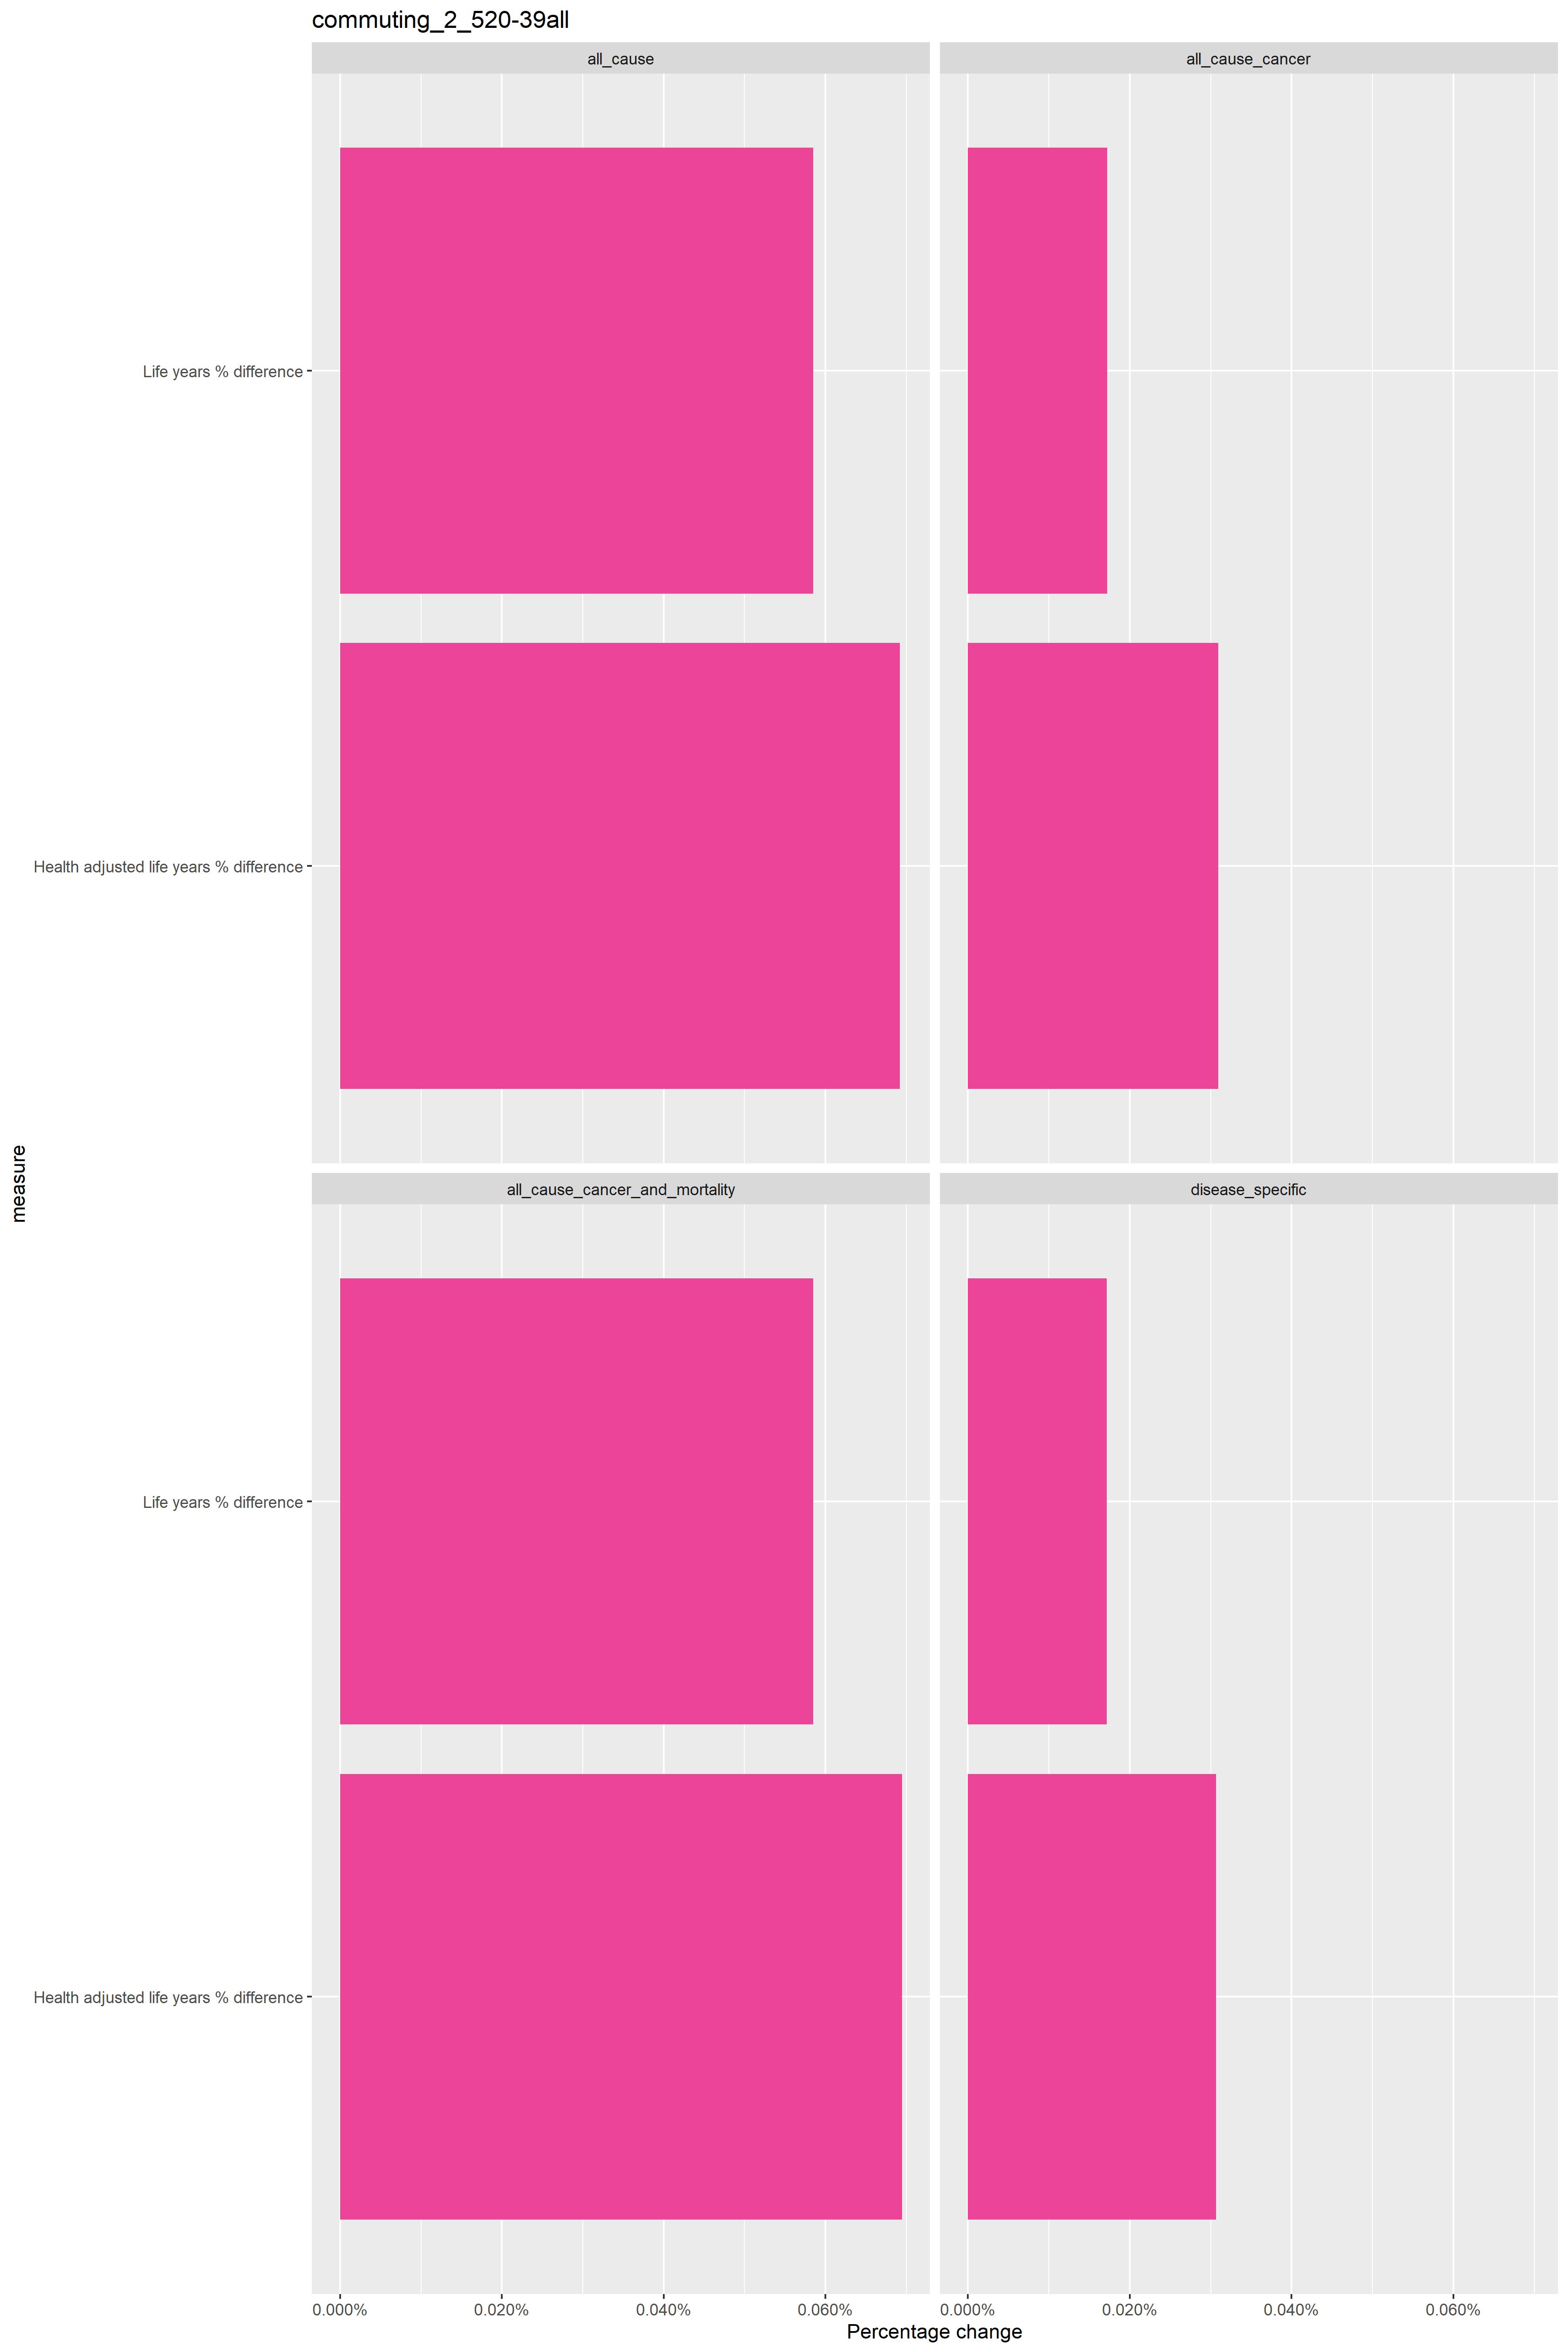 commuting_2_520-39all
all_cause
all_cause_cancer
Life years % difference
Health adjusted life years % difference
measure
all_cause_cancer_and_mortality
disease_specific
Life years % difference
Health adjusted life years % difference
0.000%
0.020%
0.040%
0.060%
0.000%
0.020%
0.040%
0.060%
Percentage change